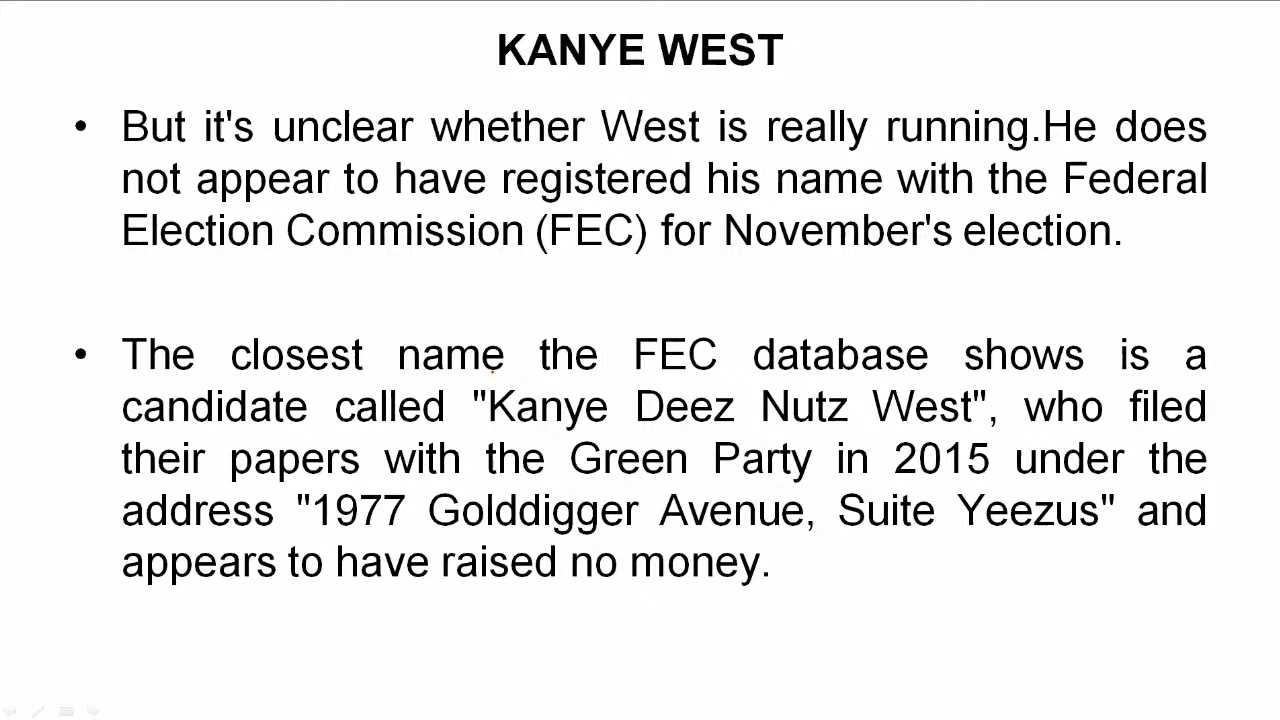 KANYE WEST
• But it's unclear whether West is really running.He does
not appear to have registered his name with the Federal
Election Commission (FEC) for November's election.
• The closest name the FEC database shows is a
candidate called "Kanye Deez Nutz West", who filed
their papers with the Green Party in 2015 under the
address "1977 Golddigger Avenue, Suite Yeezus" and
appears to have raised no money.